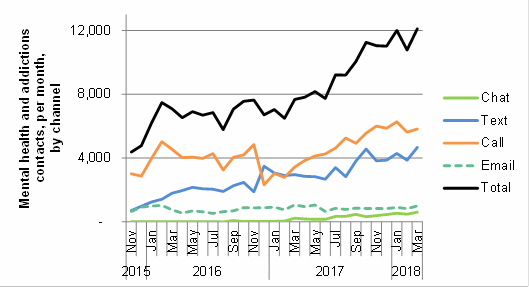 Mental health and addictions
contacts, per month,
by channel
12,000
8,000
4,000
-
Nov Jan Mar May Jul Sep Nov Jan Mar May Jul Sep Nov Jan Mar
2015 2016 2017 2018
Chat
Text
Call
Email
Total